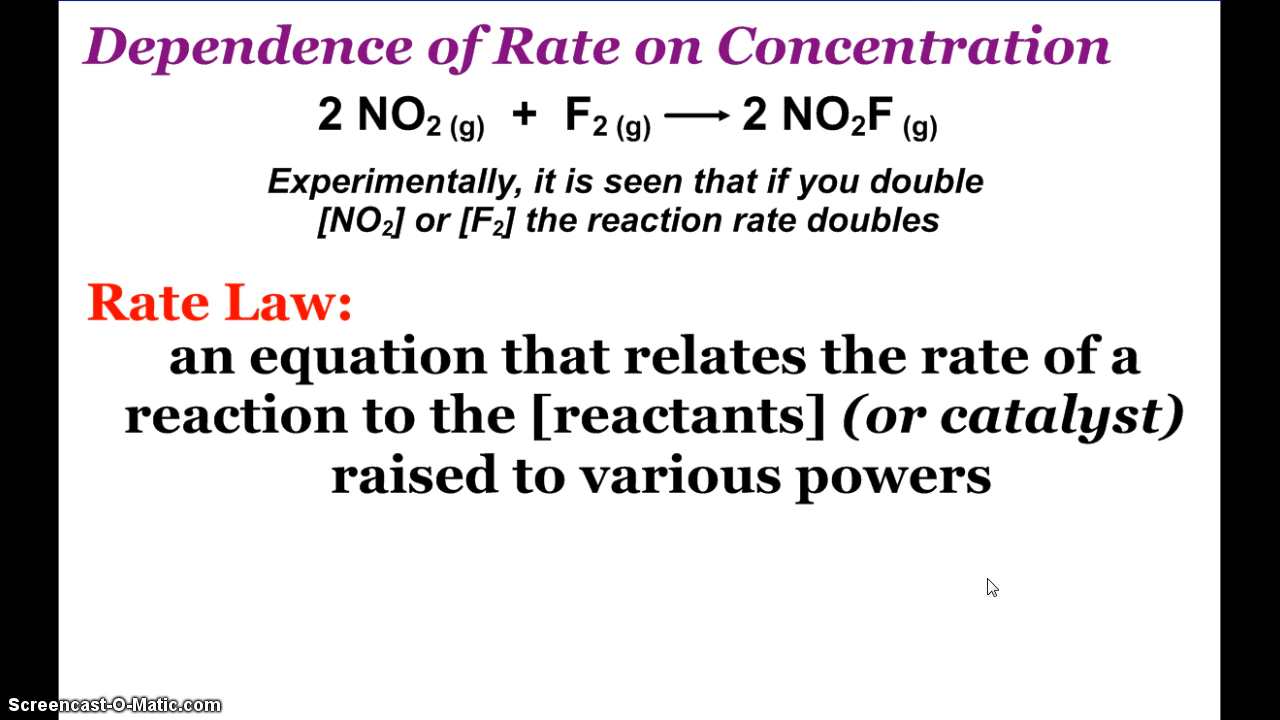 Dependence of Rate on Concentration
2 NO₂ (g) + F₂ (g) ⟶ 2 NO₂F (g)
Experimentally, it is seen that if you double
[NO₂] or [F₂] the reaction rate doubles
Rate Law:
an equation that relates the rate of a
reaction to the [reactants] (or catalyst)
raised to various powers
Screencast-O-Matic.com